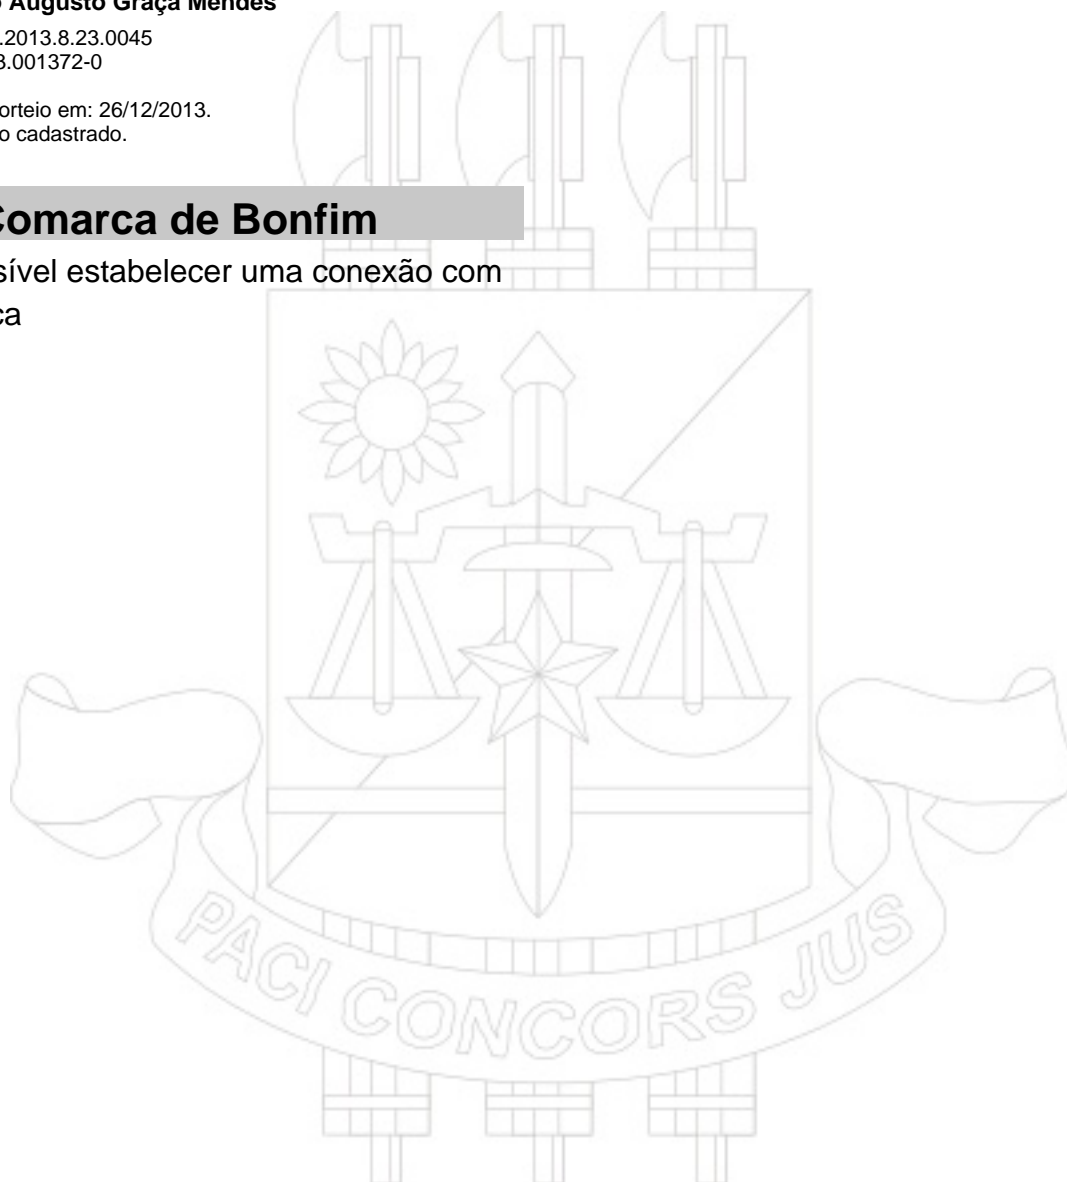 o Augusto Graça Mendes
.2013.8.23.0045
3.001372-0
orteio em: 26/12/2013.
o cadastrado.
Comarca de Bonfim
sível estabelecer uma conexão com
ca
PACI CONCORS JUS